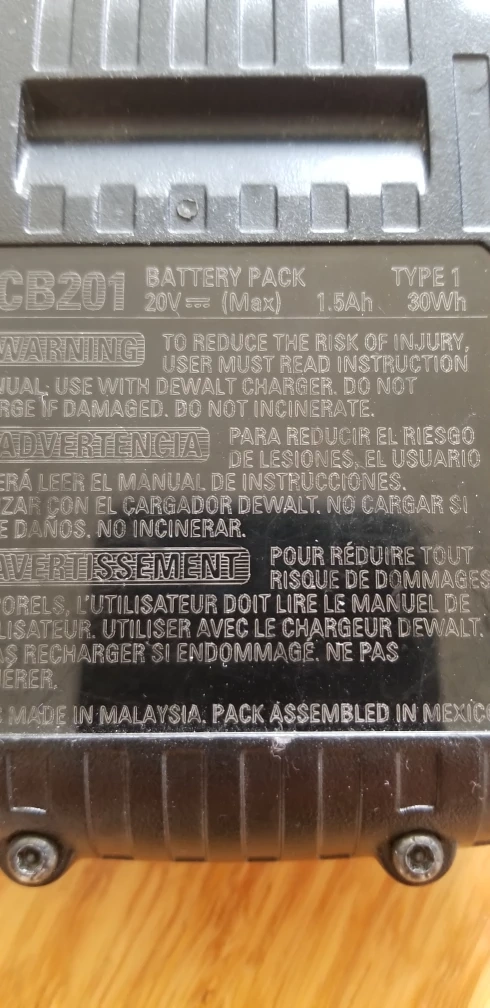 CB201 BATTERY PACK TYPE 1
20V ⎓ (Max) 1.5Ah 30Wh
WARNING TO REDUCE THE RISK OF INJURY,
USER MUST READ INSTRUCTION
NUAL. USE WITH DEWALT CHARGER. DO NOT
RGE IF DAMAGED. DO NOT INCINERATE.
ADVERTENCIA PARA REDUCIR EL RIESGO
DE LESIONES, EL USUARIO
ERÁ LEER EL MANUAL DE INSTRUCCIONES.
IZAR CON EL CARGADOR DEWALT. NO CARGAR SI
E DAÑOS. NO INCINERAR.
AVERTISSEMENT POUR RÉDUIRE TOUT
RISQUE DE DOMMAGES
PORELS, L'UTILISATEUR DOIT LIRE LE MANUEL DE
LISATEUR. UTILISER AVEC LE CHARGEUR DEWALT.
AS RECHARGER SI ENDOMMAGÉ. NE PAS
NÉRER.
MADE IN MALAYSIA. PACK ASSEMBLED IN MEXICO